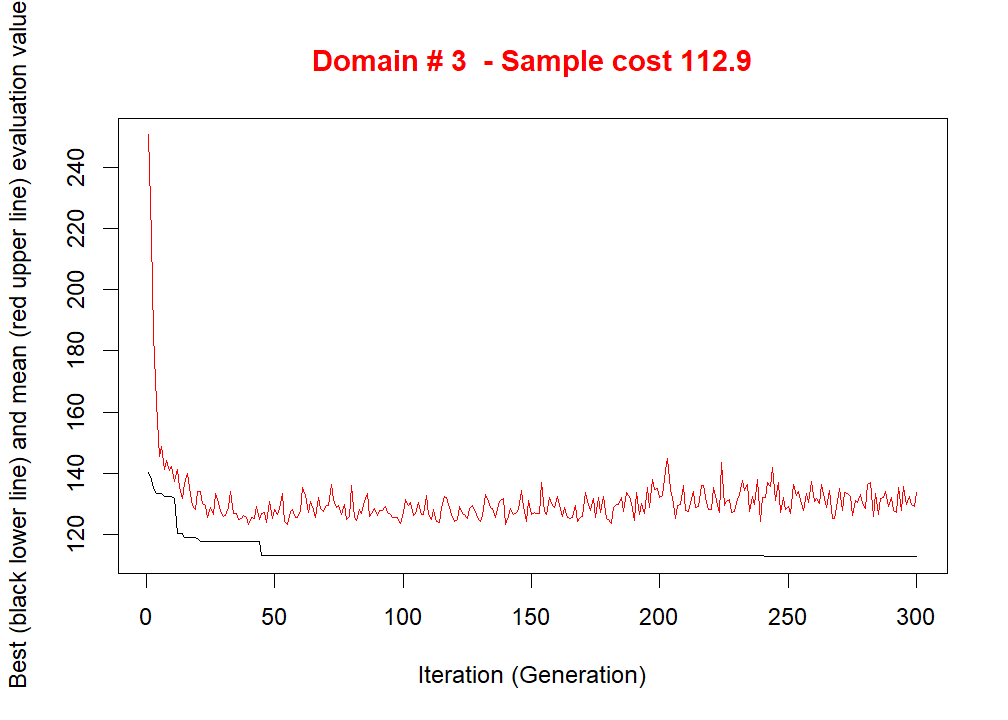 Domain # 3  - Sample cost 112.9
Best (black lower line) and mean (red upper line) evaluation value
240
220
200
180
160
140
120
0 50 100 150 200 250 300
Iteration (Generation)